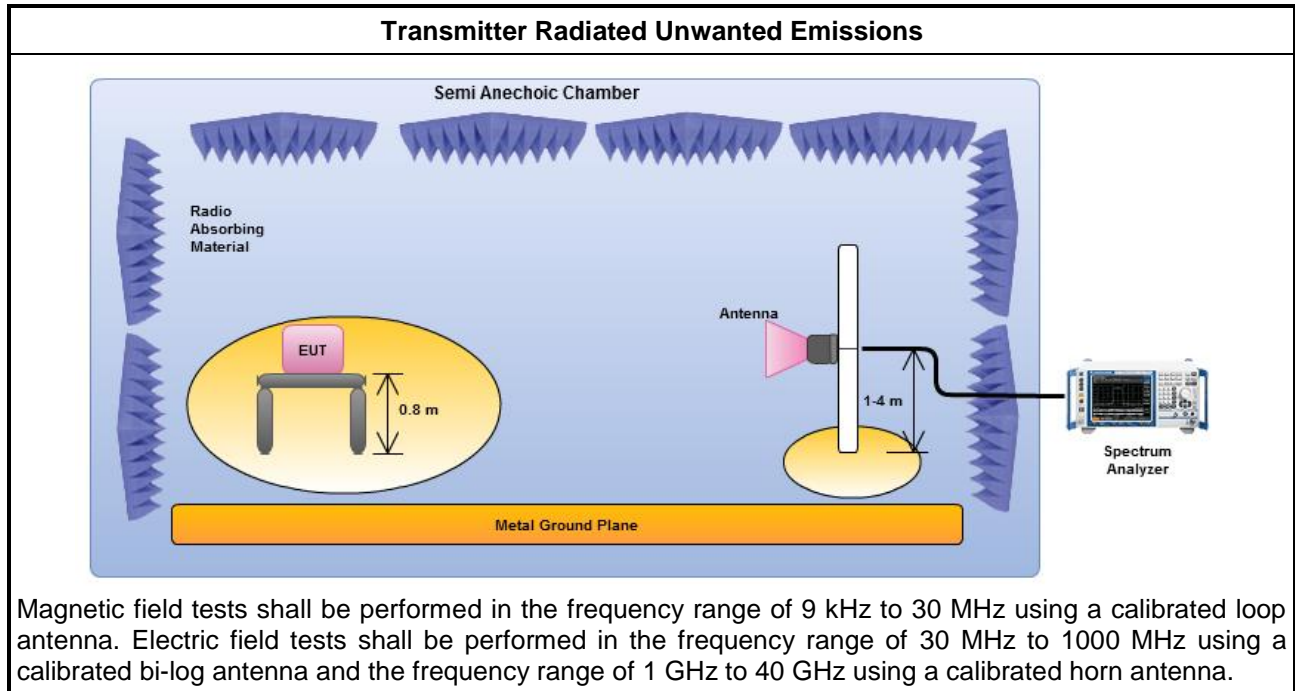 Transmitter Radiated Unwanted Emissions
Semi Anechoic Chamber
Radio
Absorbing
Material
Antenna
EUT
0.8 m
1-4 m
Spectrum
Analyzer
Metal Ground Plane
Magnetic field tests shall be performed in the frequency range of 9 kHz to 30 MHz using a calibrated loop
antenna. Electric field tests shall be performed in the frequency range of 30 MHz to 1000 MHz using a
calibrated bi-log antenna and the frequency range of 1 GHz to 40 GHz using a calibrated horn antenna.